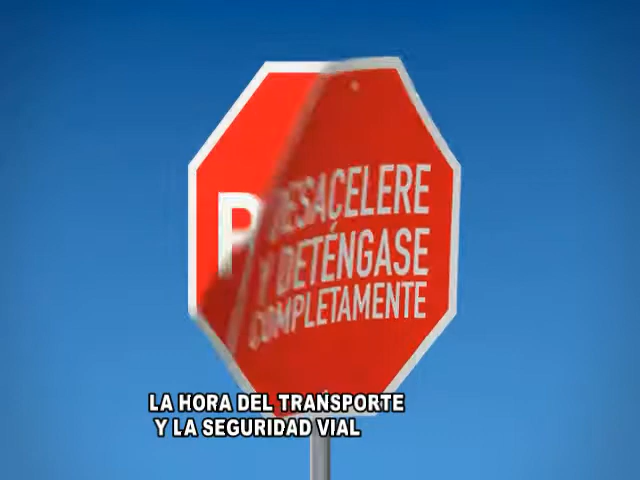 P
DESACELERE
Y DETÉNGASE
COMPLETAMENTE
LA HORA DEL TRANSPORTE
Y LA SEGURIDAD VIAL